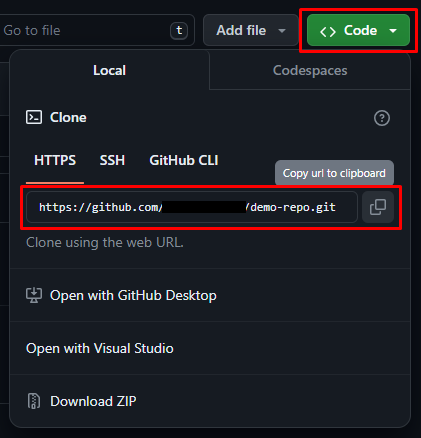 Go to file t Add file Code
Local Codespaces
Clone
HTTPS SSH GitHub CLI
Copy url to clipboard
https://github.com/ /demo-repo.git
Clone using the web URL.
Open with GitHub Desktop
Open with Visual Studio
Download ZIP